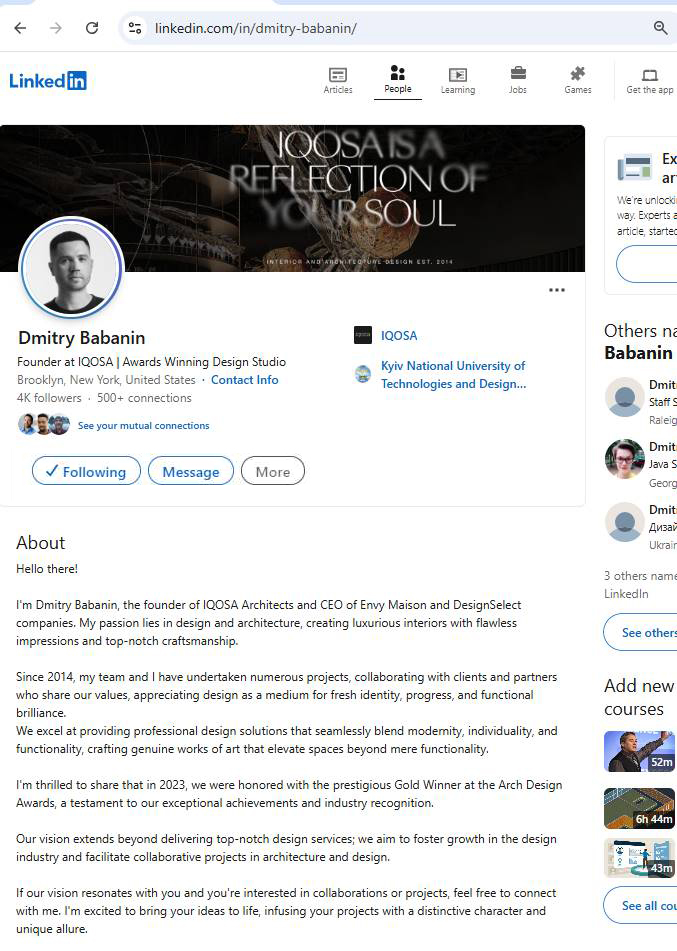 linkedin.com/in/dmitry-babanin/
Linked in
Articles
People
Learning
Jobs
Games
Get the app
IQOSA IS A
REFLECTION OF
YOUR SOUL
INTERIOR AND ARCHITECTURE DESIGN EST. 2014
Dmitry Babanin
Founder at IQOSA | Awards Winning Design Studio
Brooklyn, New York, United States · Contact Info
4K followers · 500+ connections
See your mutual connections
IQOSA
Kyiv National University of
Technologies and Design...
Following
Message
More
About
Hello there!
I'm Dmitry Babanin, the founder of IQOSA Architects and CEO of Envy Maison and DesignSelect
companies. My passion lies in design and architecture, creating luxurious interiors with flawless
impressions and top-notch craftsmanship.
Since 2014, my team and I have undertaken numerous projects, collaborating with clients and partners
who share our values, appreciating design as a medium for fresh identity, progress, and functional
brilliance.
We excel at providing professional design solutions that seamlessly blend modernity, individuality, and
functionality, crafting genuine works of art that elevate spaces beyond mere functionality.
I'm thrilled to share that in 2023, we were honored with the prestigious Gold Winner at the Arch Design
Awards, a testament to our exceptional achievements and industry recognition.
Our vision extends beyond delivering top-notch design services; we aim to foster growth in the design
industry and facilitate collaborative projects in architecture and design.
If our vision resonates with you and you're interested in collaborations or projects, feel free to connect
with me. I'm excited to bring your ideas to life, infusing your projects with a distinctive character and
unique allure.
Ex
ar
We're unlocki
way. Experts a
article, started
Others na
Babanin
Dmit
Staff S
Raleig
Dmit
Java S
Georg
Dmit
Дизай
Ukrain
3 others name
LinkedIn
See others
Add new
courses
52m
6h 44m
43m
See all cou